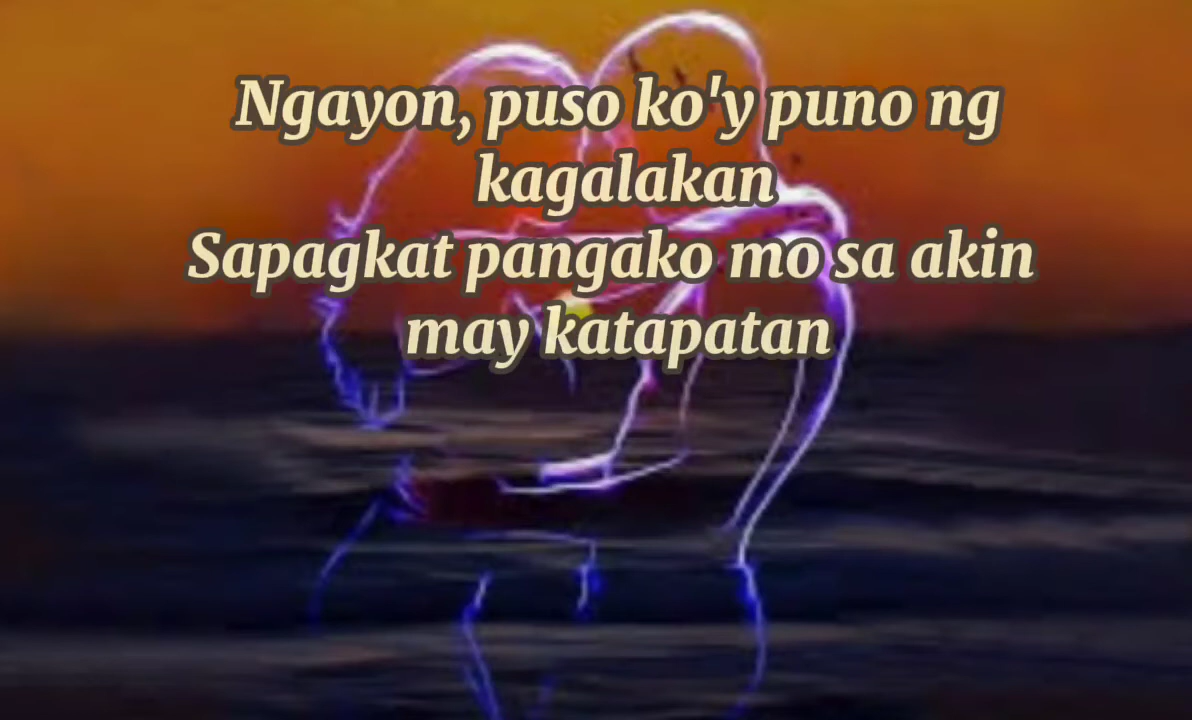 Ngayon, puso ko'y puno ng
kagalakan
Sapagkat pangako mo sa akin
may katapatan